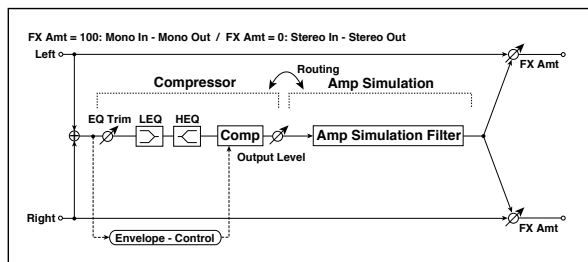 FX Amt = 100: Mono In - Mono Out / FX Amt = 0: Stereo In - Stereo Out
Left
FX Amt
Routing
Compressor
Amp Simulation
EQ Trim
LEQ
HEQ
Comp
Output Level
Amp Simulation Filter
Right
FX Amt
Envelope - Control